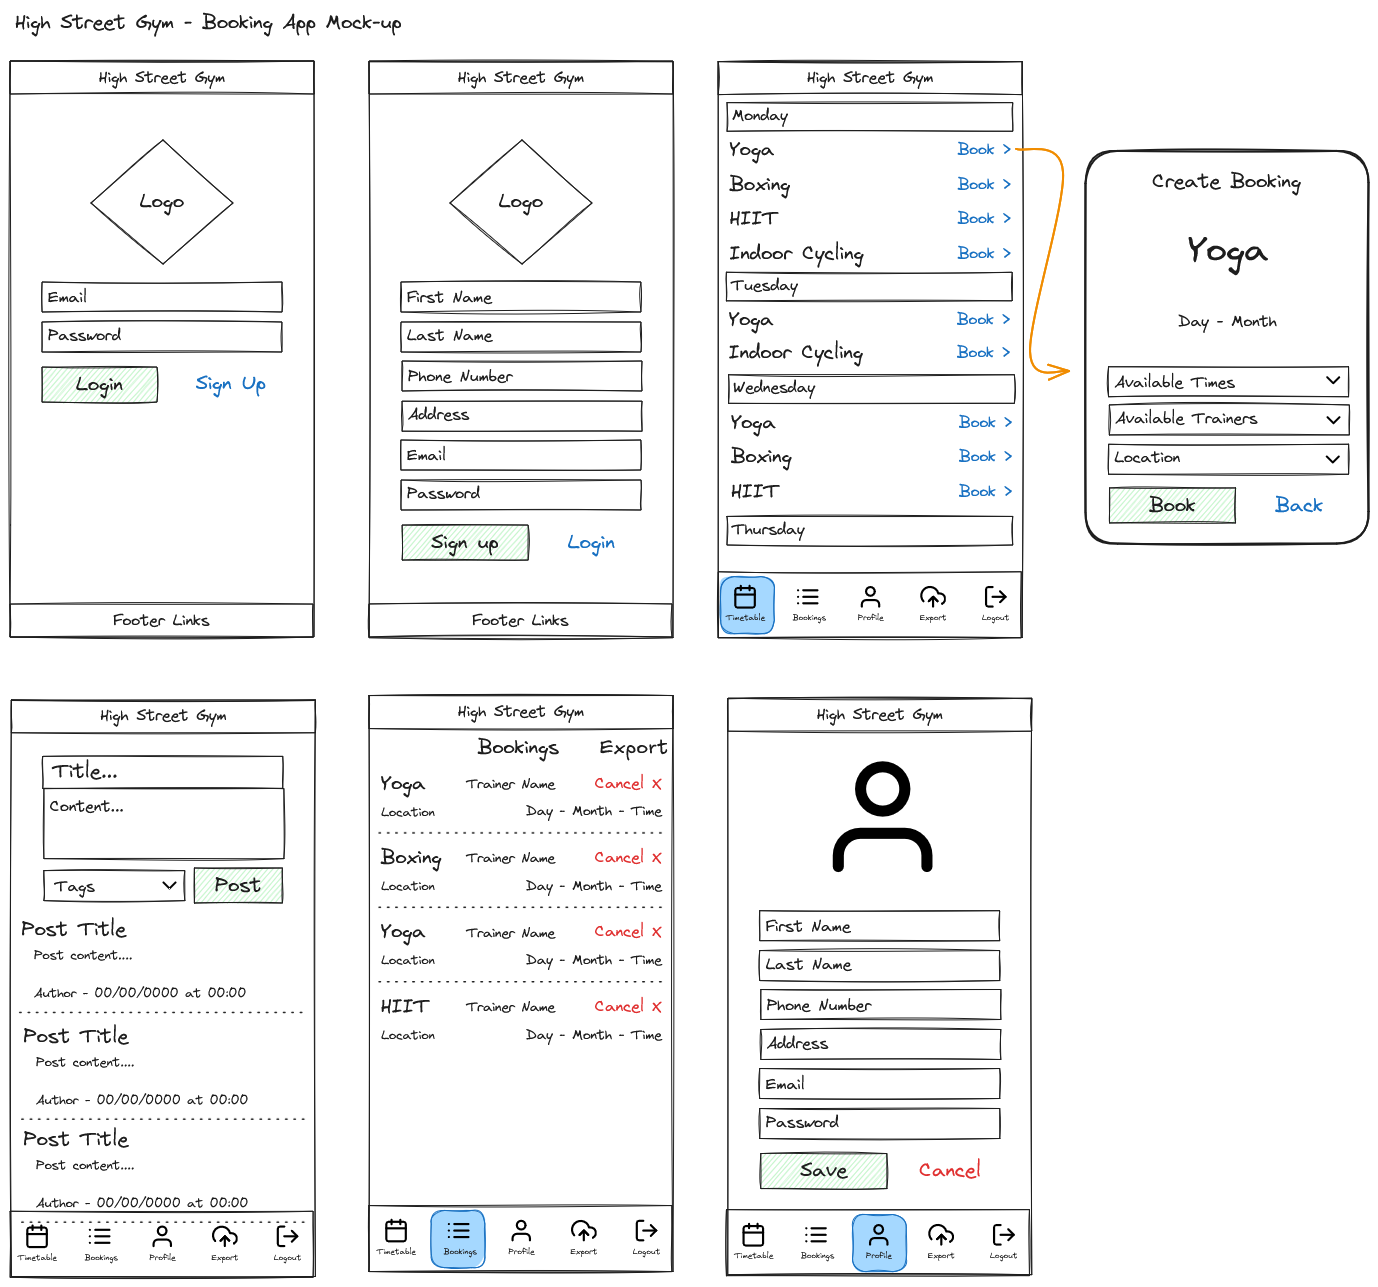 High Street Gym - Booking App Mock-up
High Street Gym
Logo
Email
Password
Login Sign Up
Footer Links
High Street Gym
Logo
First Name
Last Name
Phone Number
Address
Email
Password
Sign up Login
Footer Links
High Street Gym
Monday
Yoga Book >
Boxing Book >
HIIT Book >
Indoor Cycling Book >
Tuesday
Yoga Book >
Indoor Cycling Book >
Wednesday
Yoga Book >
Boxing Book >
HIIT Book >
Thursday
Timetable Bookings Profile Export Logout
Create Booking
Yoga
Day - Month
Available Times
Available Trainers
Location
Book Back
High Street Gym
Title...
Content...
Tags Post
Post Title
Post content....
Author - 00/00/0000 at 00:00
Post Title
Post content....
Author - 00/00/0000 at 00:00
Post Title
Post content....
Author - 00/00/0000 at 00:00
Timetable Bookings Profile Export Logout
High Street Gym
Bookings Export
Yoga Trainer Name Cancel X
Location Day - Month - Time
Boxing Trainer Name Cancel X
Location Day - Month - Time
Yoga Trainer Name Cancel X
Location Day - Month - Time
HIIT Trainer Name Cancel X
Location Day - Month - Time
Timetable Bookings Profile Export Logout
High Street Gym
First Name
Last Name
Phone Number
Address
Email
Password
Save Cancel
Timetable Bookings Profile Export Logout